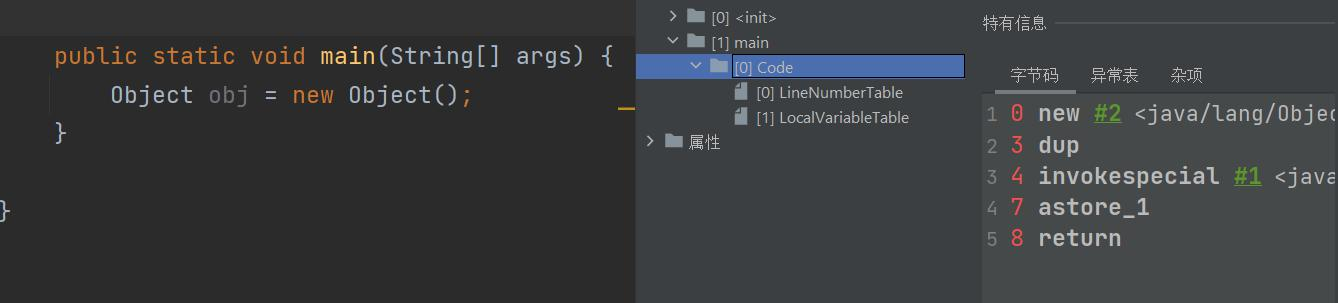 public static void main(String[] args) {
Object obj = new Object();
}
}
[0] <init>
[1] main
[0] Code
[0] LineNumberTable
[1] LocalVariableTable
属性
特有信息
字节码 异常表 杂项
1 0 new #2 <java/lang/Objec
2 3 dup
3 4 invokespecial #1 <java
4 7 astore_1
5 8 return